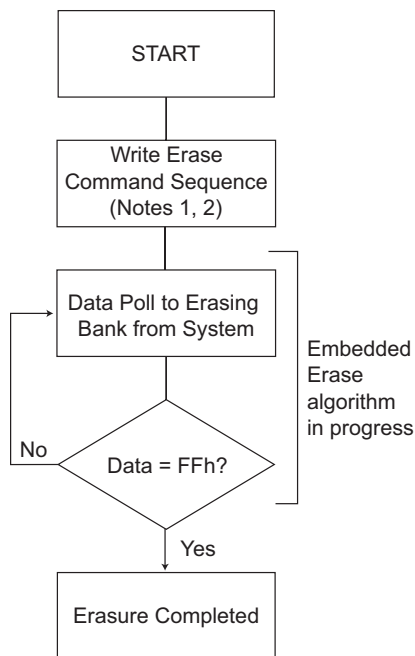 START
Write Erase
Command Sequence
(Notes 1, 2)
Data Poll to Erasing
Bank from System
Embedded
Erase
algorithm
in progress
No
Data = FFh?
Yes
Erasure Completed